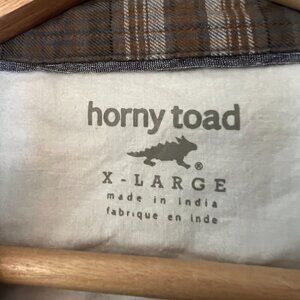 horny toad
®
X-LARGE
made in india
fabrique en inde